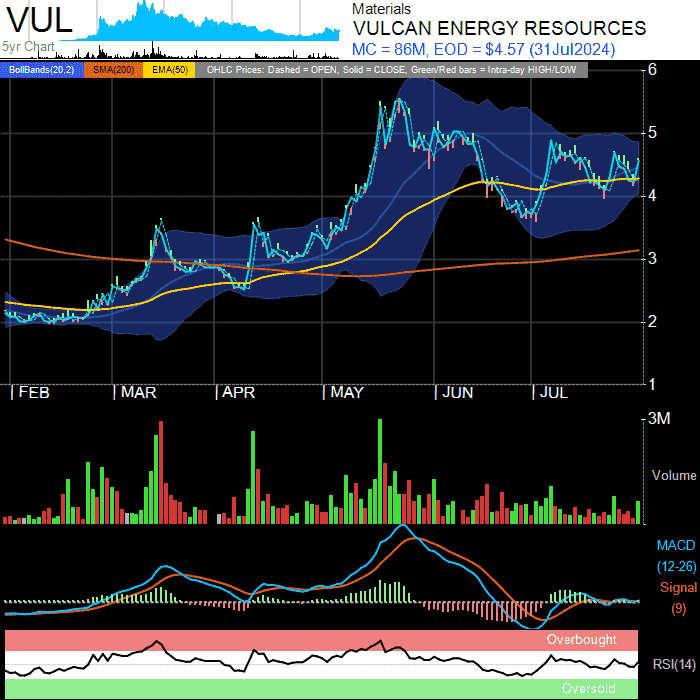 VUL
5yr Chart
Materials
VULCAN ENERGY RESOURCES
MC = 86M, EOD = $4.57 (31Jul2024)
BollBands(20,2) SMA(200) EMA(50) OHLC Prices: Dashed = OPEN, Solid = CLOSE, Green/Red bars = Intra-day HIGH/LOW
6
5
4
3
2
1
FEB MAR APR MAY JUN JUL
3M
Volume
MACD
(12-26)
Signal
(9)
Overbought
RSI(14)
Oversold